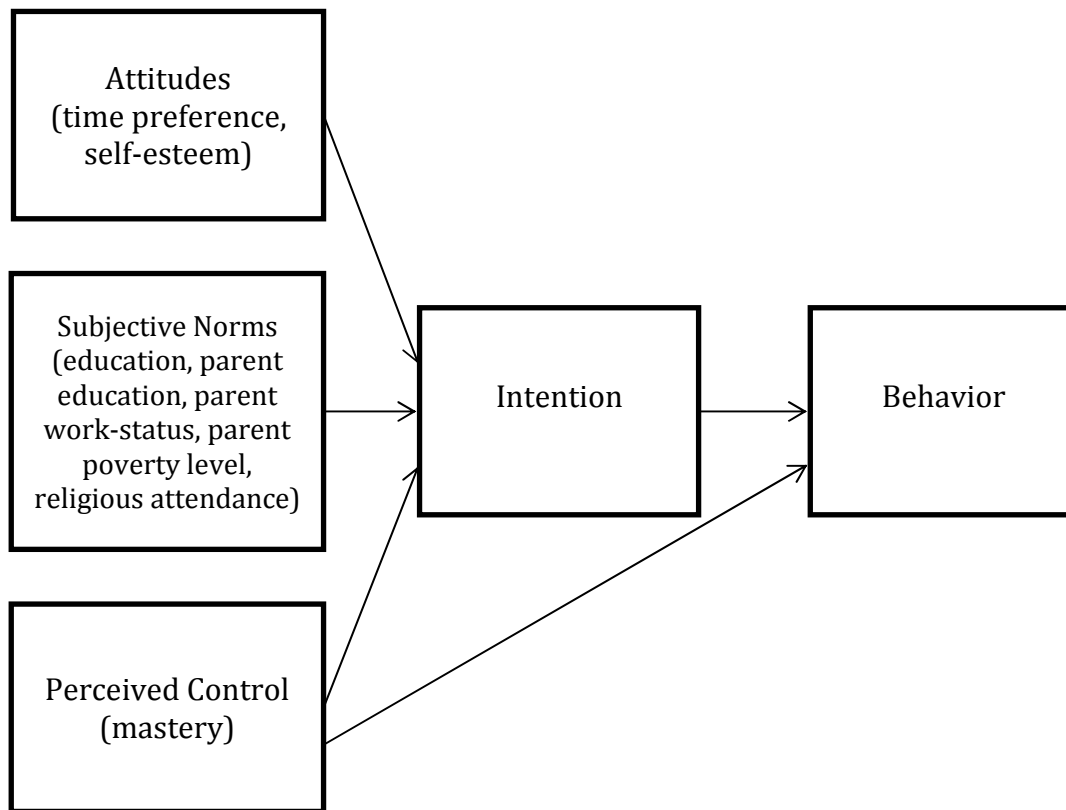 Attitudes
(time preference,
self-esteem)
Subjective Norms
(education, parent
education, parent
work-status, parent
poverty level,
religious attendance)
Perceived Control
(mastery)
Intention
Behavior